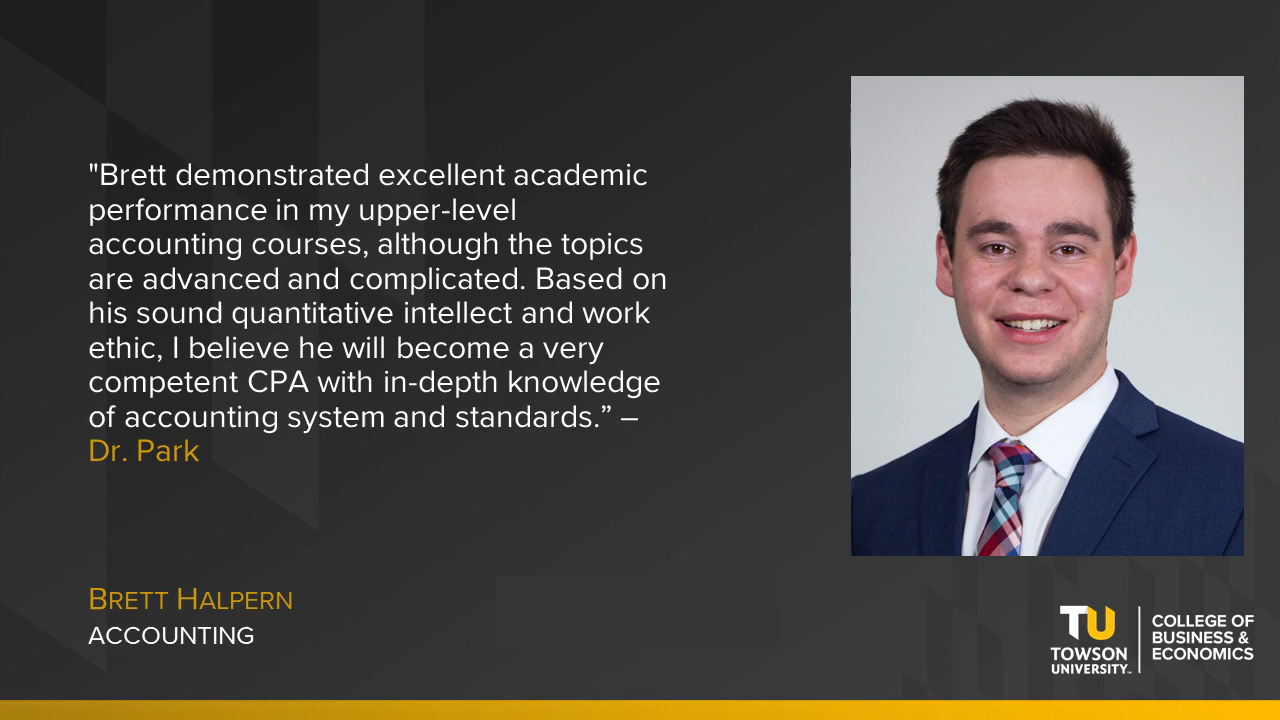 "Brett demonstrated excellent academic
performance in my upper-level
accounting courses, although the topics
are advanced and complicated. Based on
his sound quantitative intellect and work
ethic, I believe he will become a very
competent CPA with in-depth knowledge
of accounting system and standards.” –
Dr. Park
BRETT HALPERN
ACCOUNTING
TU
TOWSON
UNIVERSITY™
COLLEGE OF
BUSINESS &
ECONOMICS